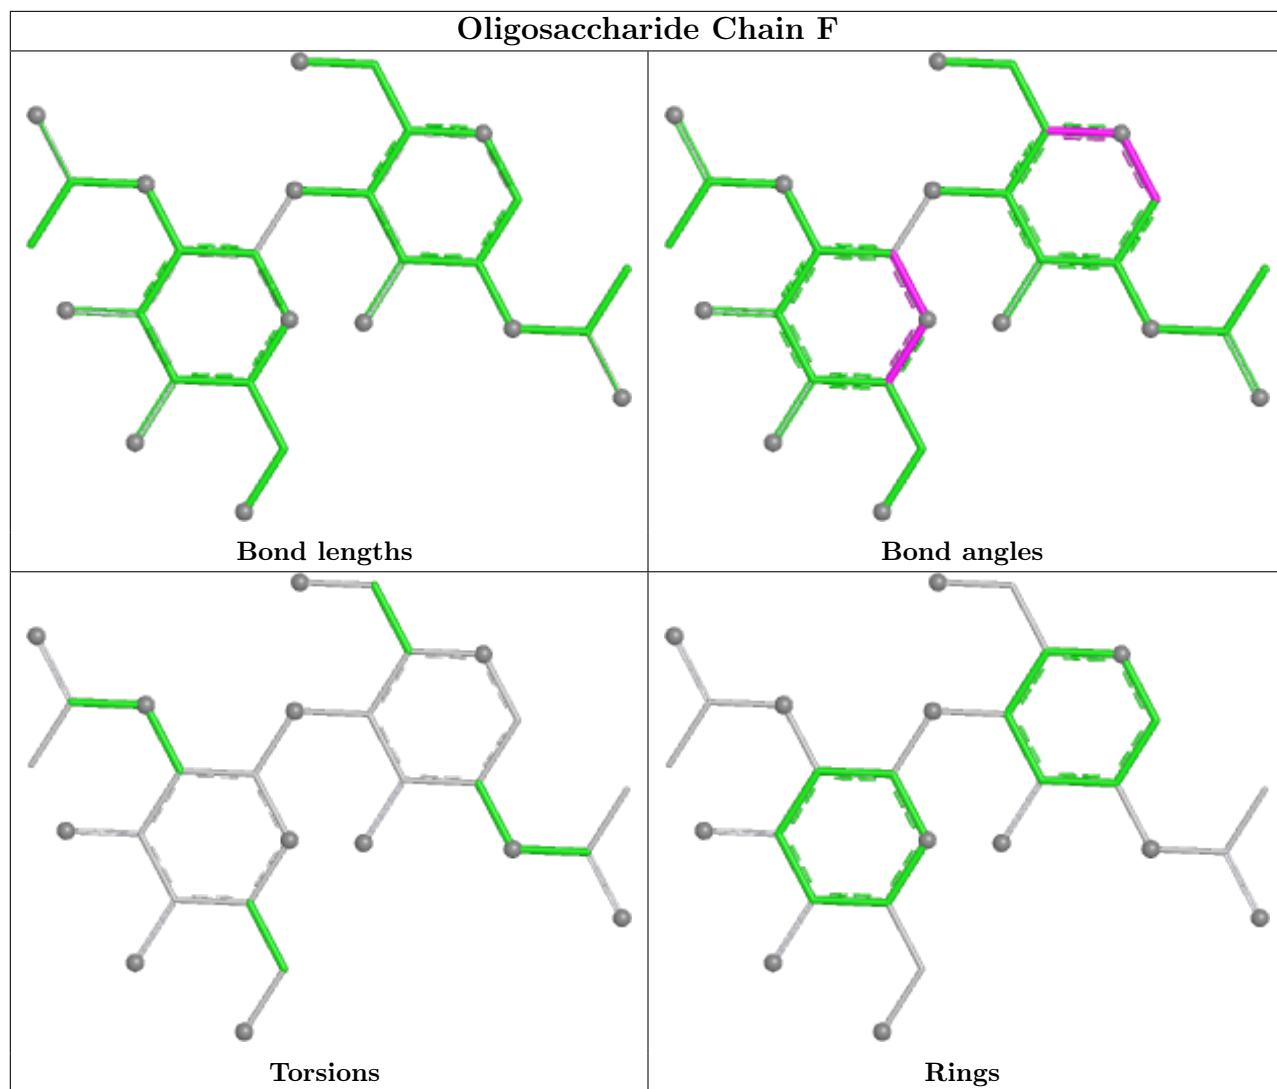 Oligosaccharide Chain F
Bond lengths
Bond angles
Torsions
Rings